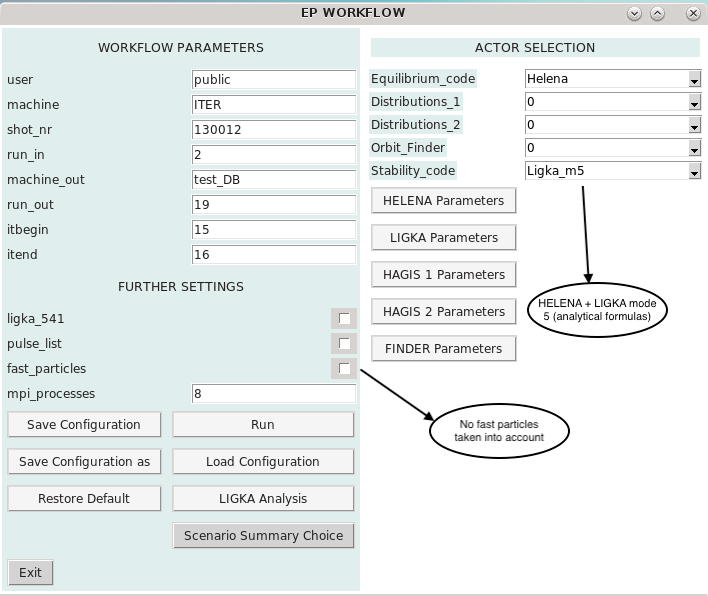 EP WORKFLOW
WORKFLOW PARAMETERS
user public
machine ITER
shot_nr 130012
run_in 2
machine_out test_DB
run_out 19
itbegin 15
itend 16
FURTHER SETTINGS
ligka_541
pulse_list
fast_particles
mpi_processes 8
Save Configuration Run
Save Configuration as Load Configuration
Restore Default LIGKA Analysis
Scenario Summary Choice
Exit
ACTOR SELECTION
Equilibrium_code Helena
Distributions_1 0
Distributions_2 0
Orbit_Finder 0
Stability_code Ligka_m5
HELENA Parameters
LIGKA Parameters
HAGIS 1 Parameters
HAGIS 2 Parameters
FINDER Parameters
HELENA + LIGKA mode
5 (analytical formulas)
No fast particles
taken into account